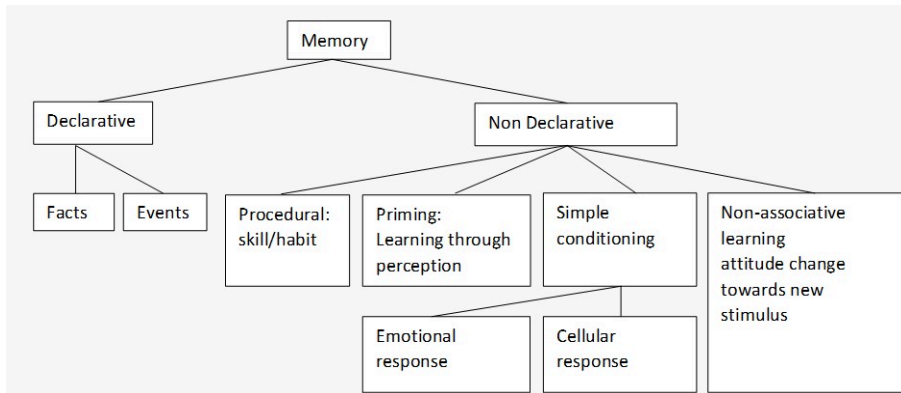 Memory
Declarative
Non Declarative
Facts
Events
Procedural:
skill/habit
Priming:
Learning through
perception
Simple
conditioning
Non-associative
learning
attitude change
towards new
stimulus
Emotional
response
Cellular
response